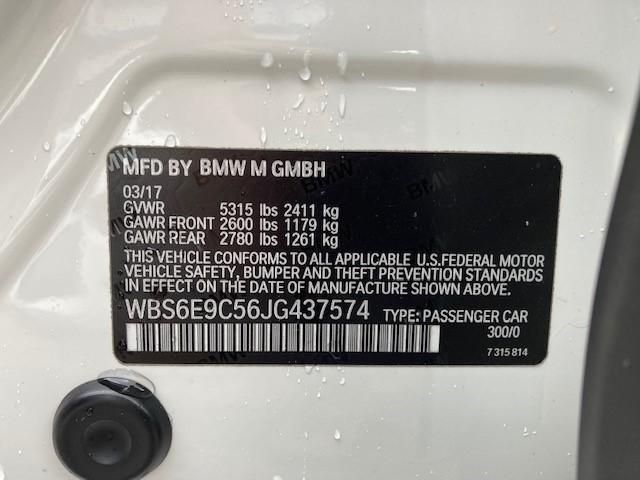 MFD BY BMW M GMBH
03/17
GVWR 5315 lbs 2411 kg
GAWR FRONT 2600 lbs 1179 kg
GAWR REAR 2780 lbs 1261 kg
THIS VEHICLE CONFORMS TO ALL APPLICABLE U.S.FEDERAL MOTOR
VEHICLE SAFETY, BUMPER AND THEFT PREVENTION STANDARDS
IN EFFECT ON THE DATE OF MANUFACTURE SHOWN ABOVE.
WBS6E9C56JG437574 TYPE: PASSENGER CAR
300/0
7 315 814